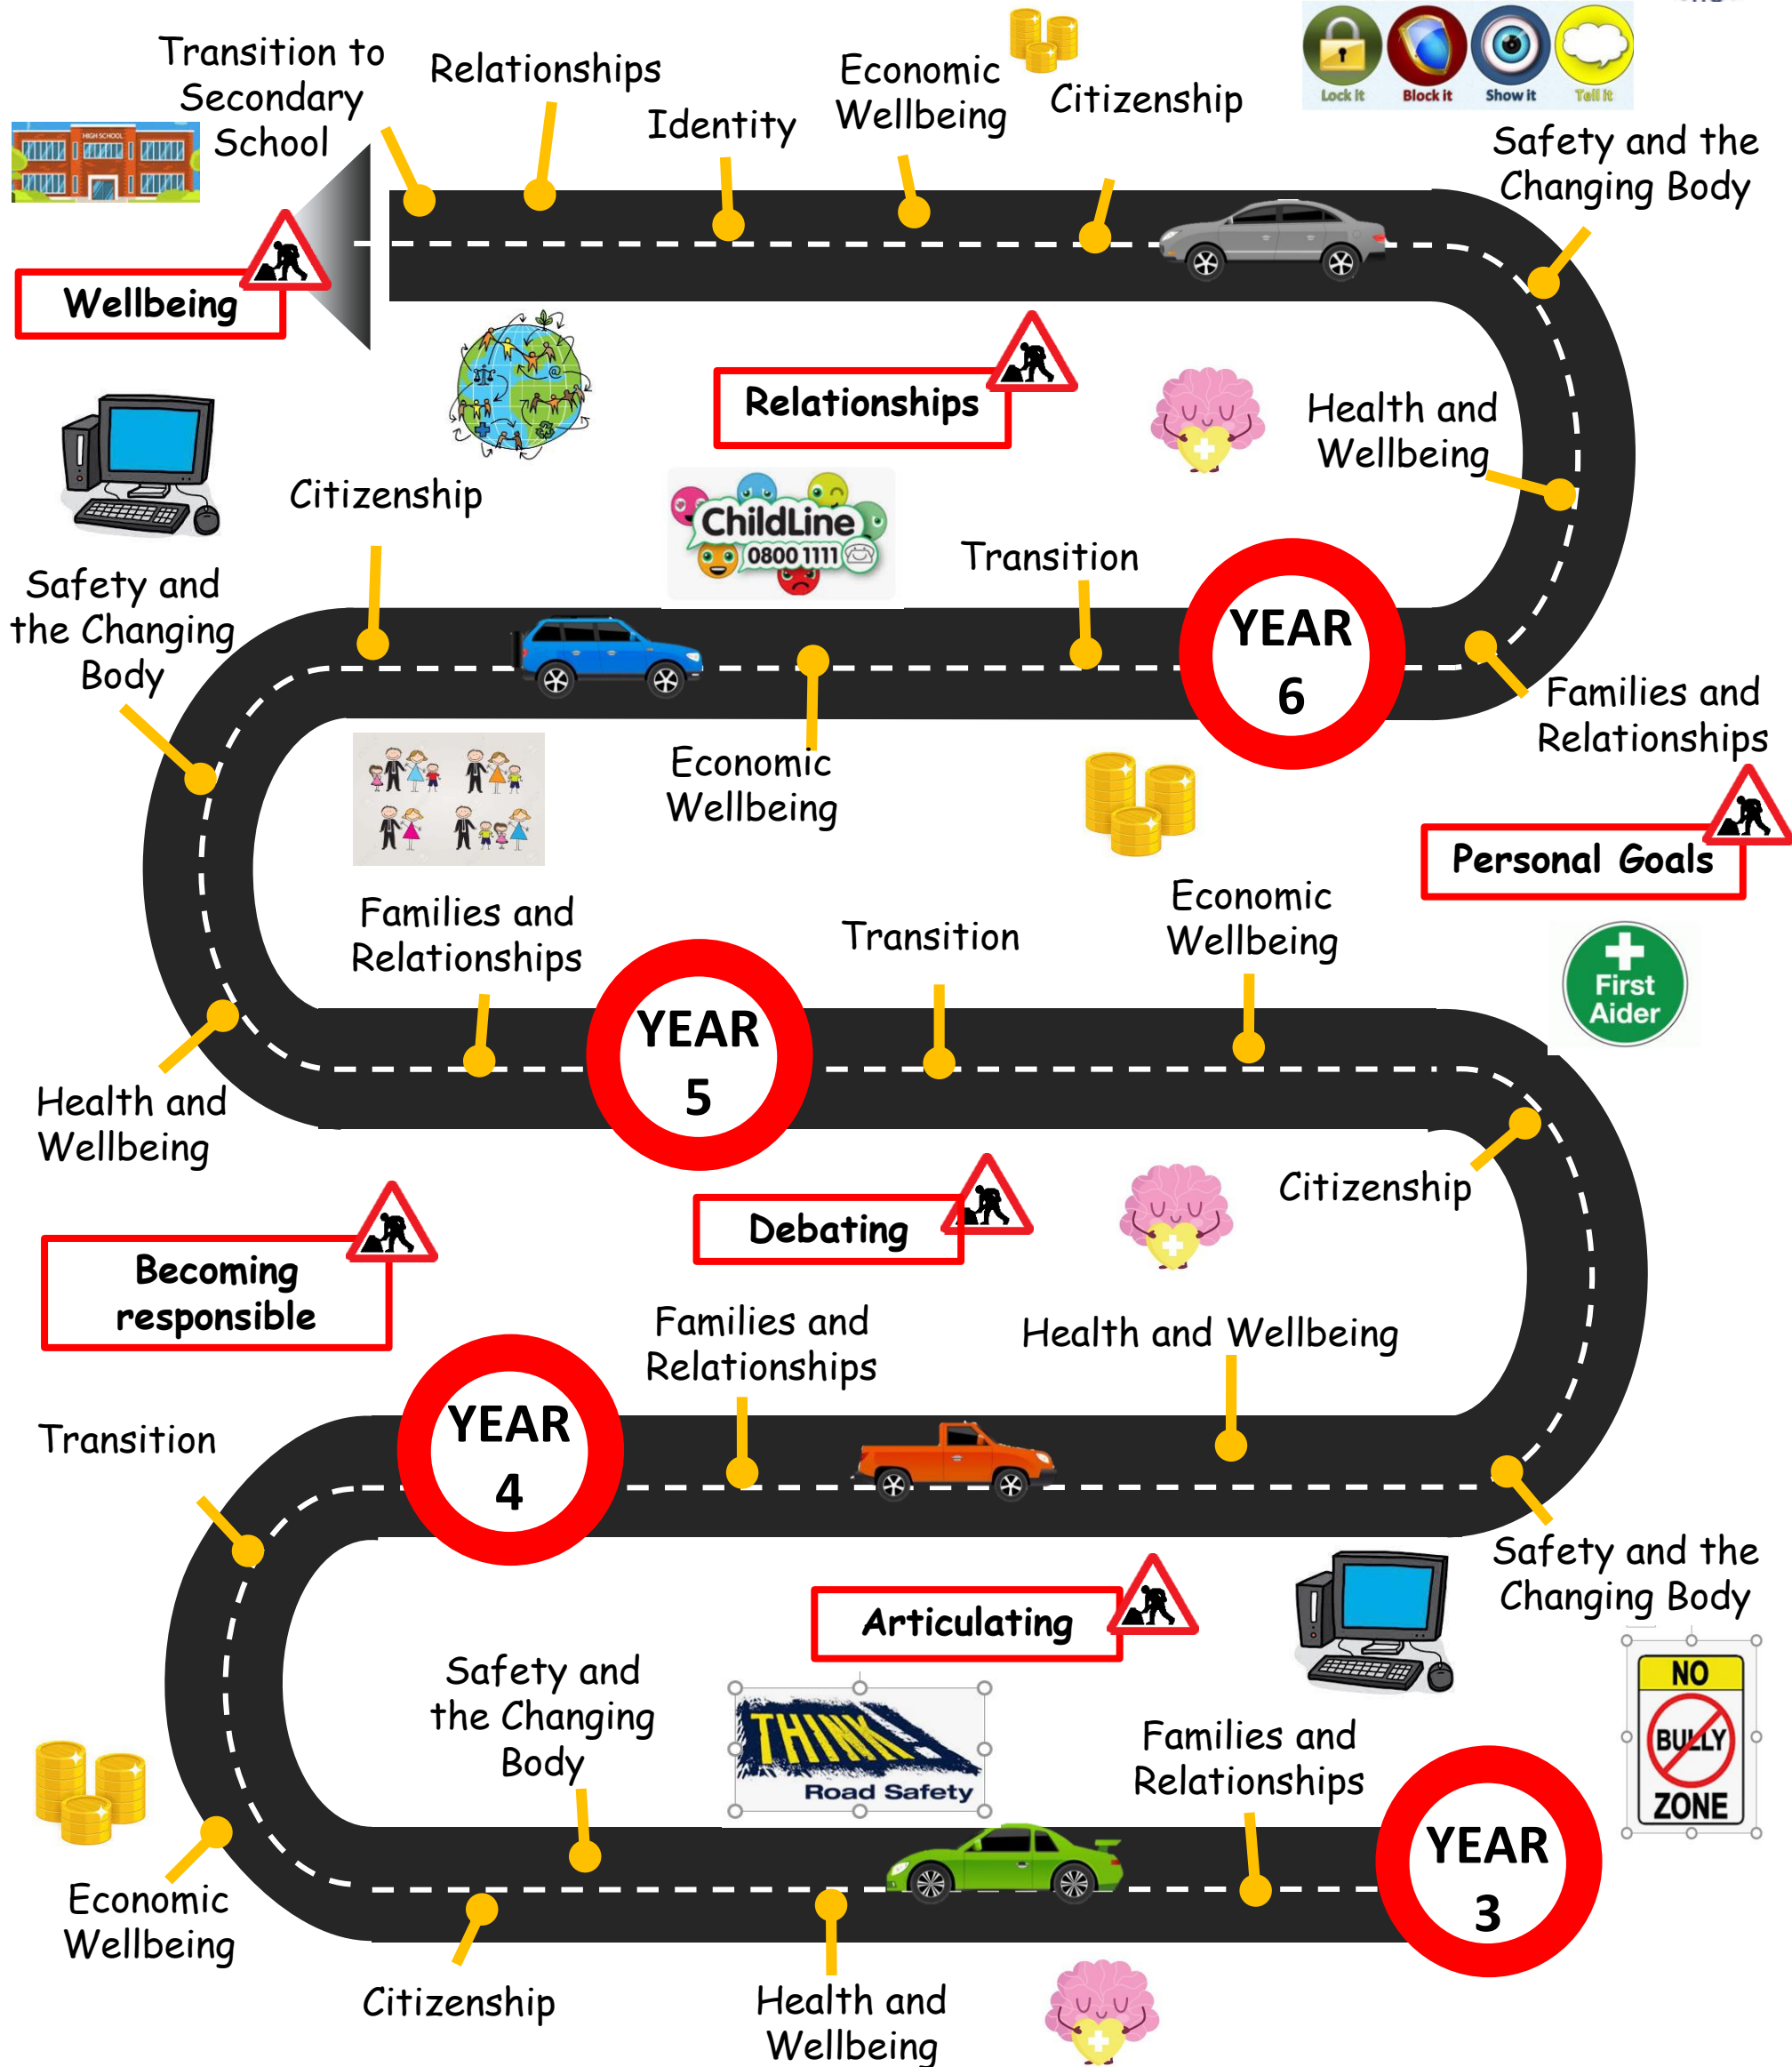 Transition to
Secondary
School
Relationships
Identity
Economic
Wellbeing
Citizenship
Lock it
Block it
Show it
Tell it
Safety and the
Changing Body
HIGH SCHOOL
Wellbeing
Relationships
Health and
Wellbeing
Citizenship
ChildLine
0800 1111
Transition
Safety and
the Changing
Body
YEAR
6
Families and
Relationships
Economic
Wellbeing
Personal Goals
Families and
Relationships
Transition
Economic
Wellbeing
First
Aider
YEAR
5
Health and
Wellbeing
Citizenship
Debating
Becoming
responsible
Families and
Relationships
Health and Wellbeing
YEAR
4
Transition
Safety and the
Changing Body
Articulating
Safety and
the Changing
Body
THINK!
Road Safety
Families and
Relationships
NO
BULLY
ZONE
YEAR
3
Economic
Wellbeing
Citizenship
Health and
Wellbeing